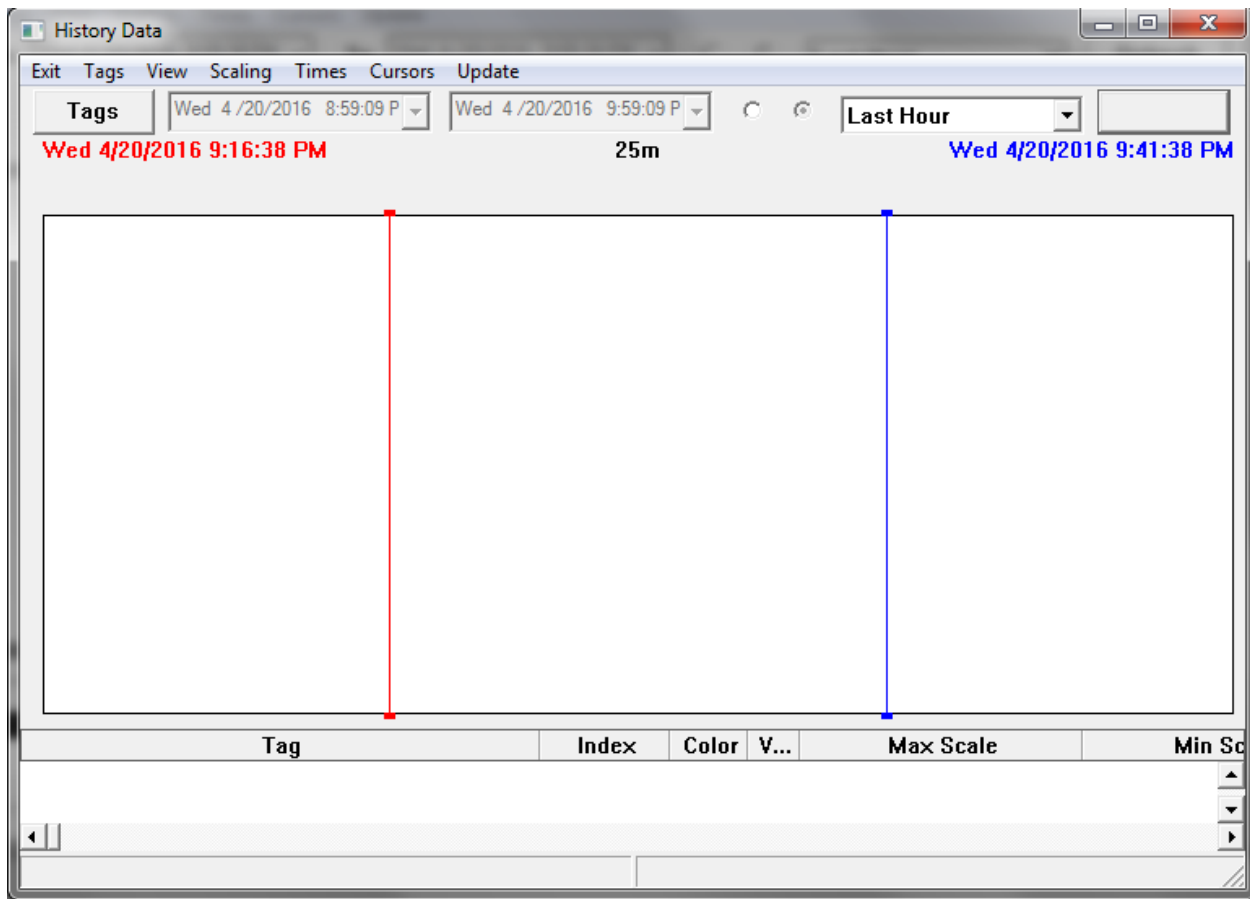 History Data
Exit Tags View Scaling Times Cursors Update
Tags Wed 4 /20/2016 8:59:09 P Wed 4 /20/2016 9:59:09 P Last Hour
Wed 4/20/2016 9:16:38 PM 25m Wed 4/20/2016 9:41:38 PM
Tag Index Color V... Max Scale Min Sc